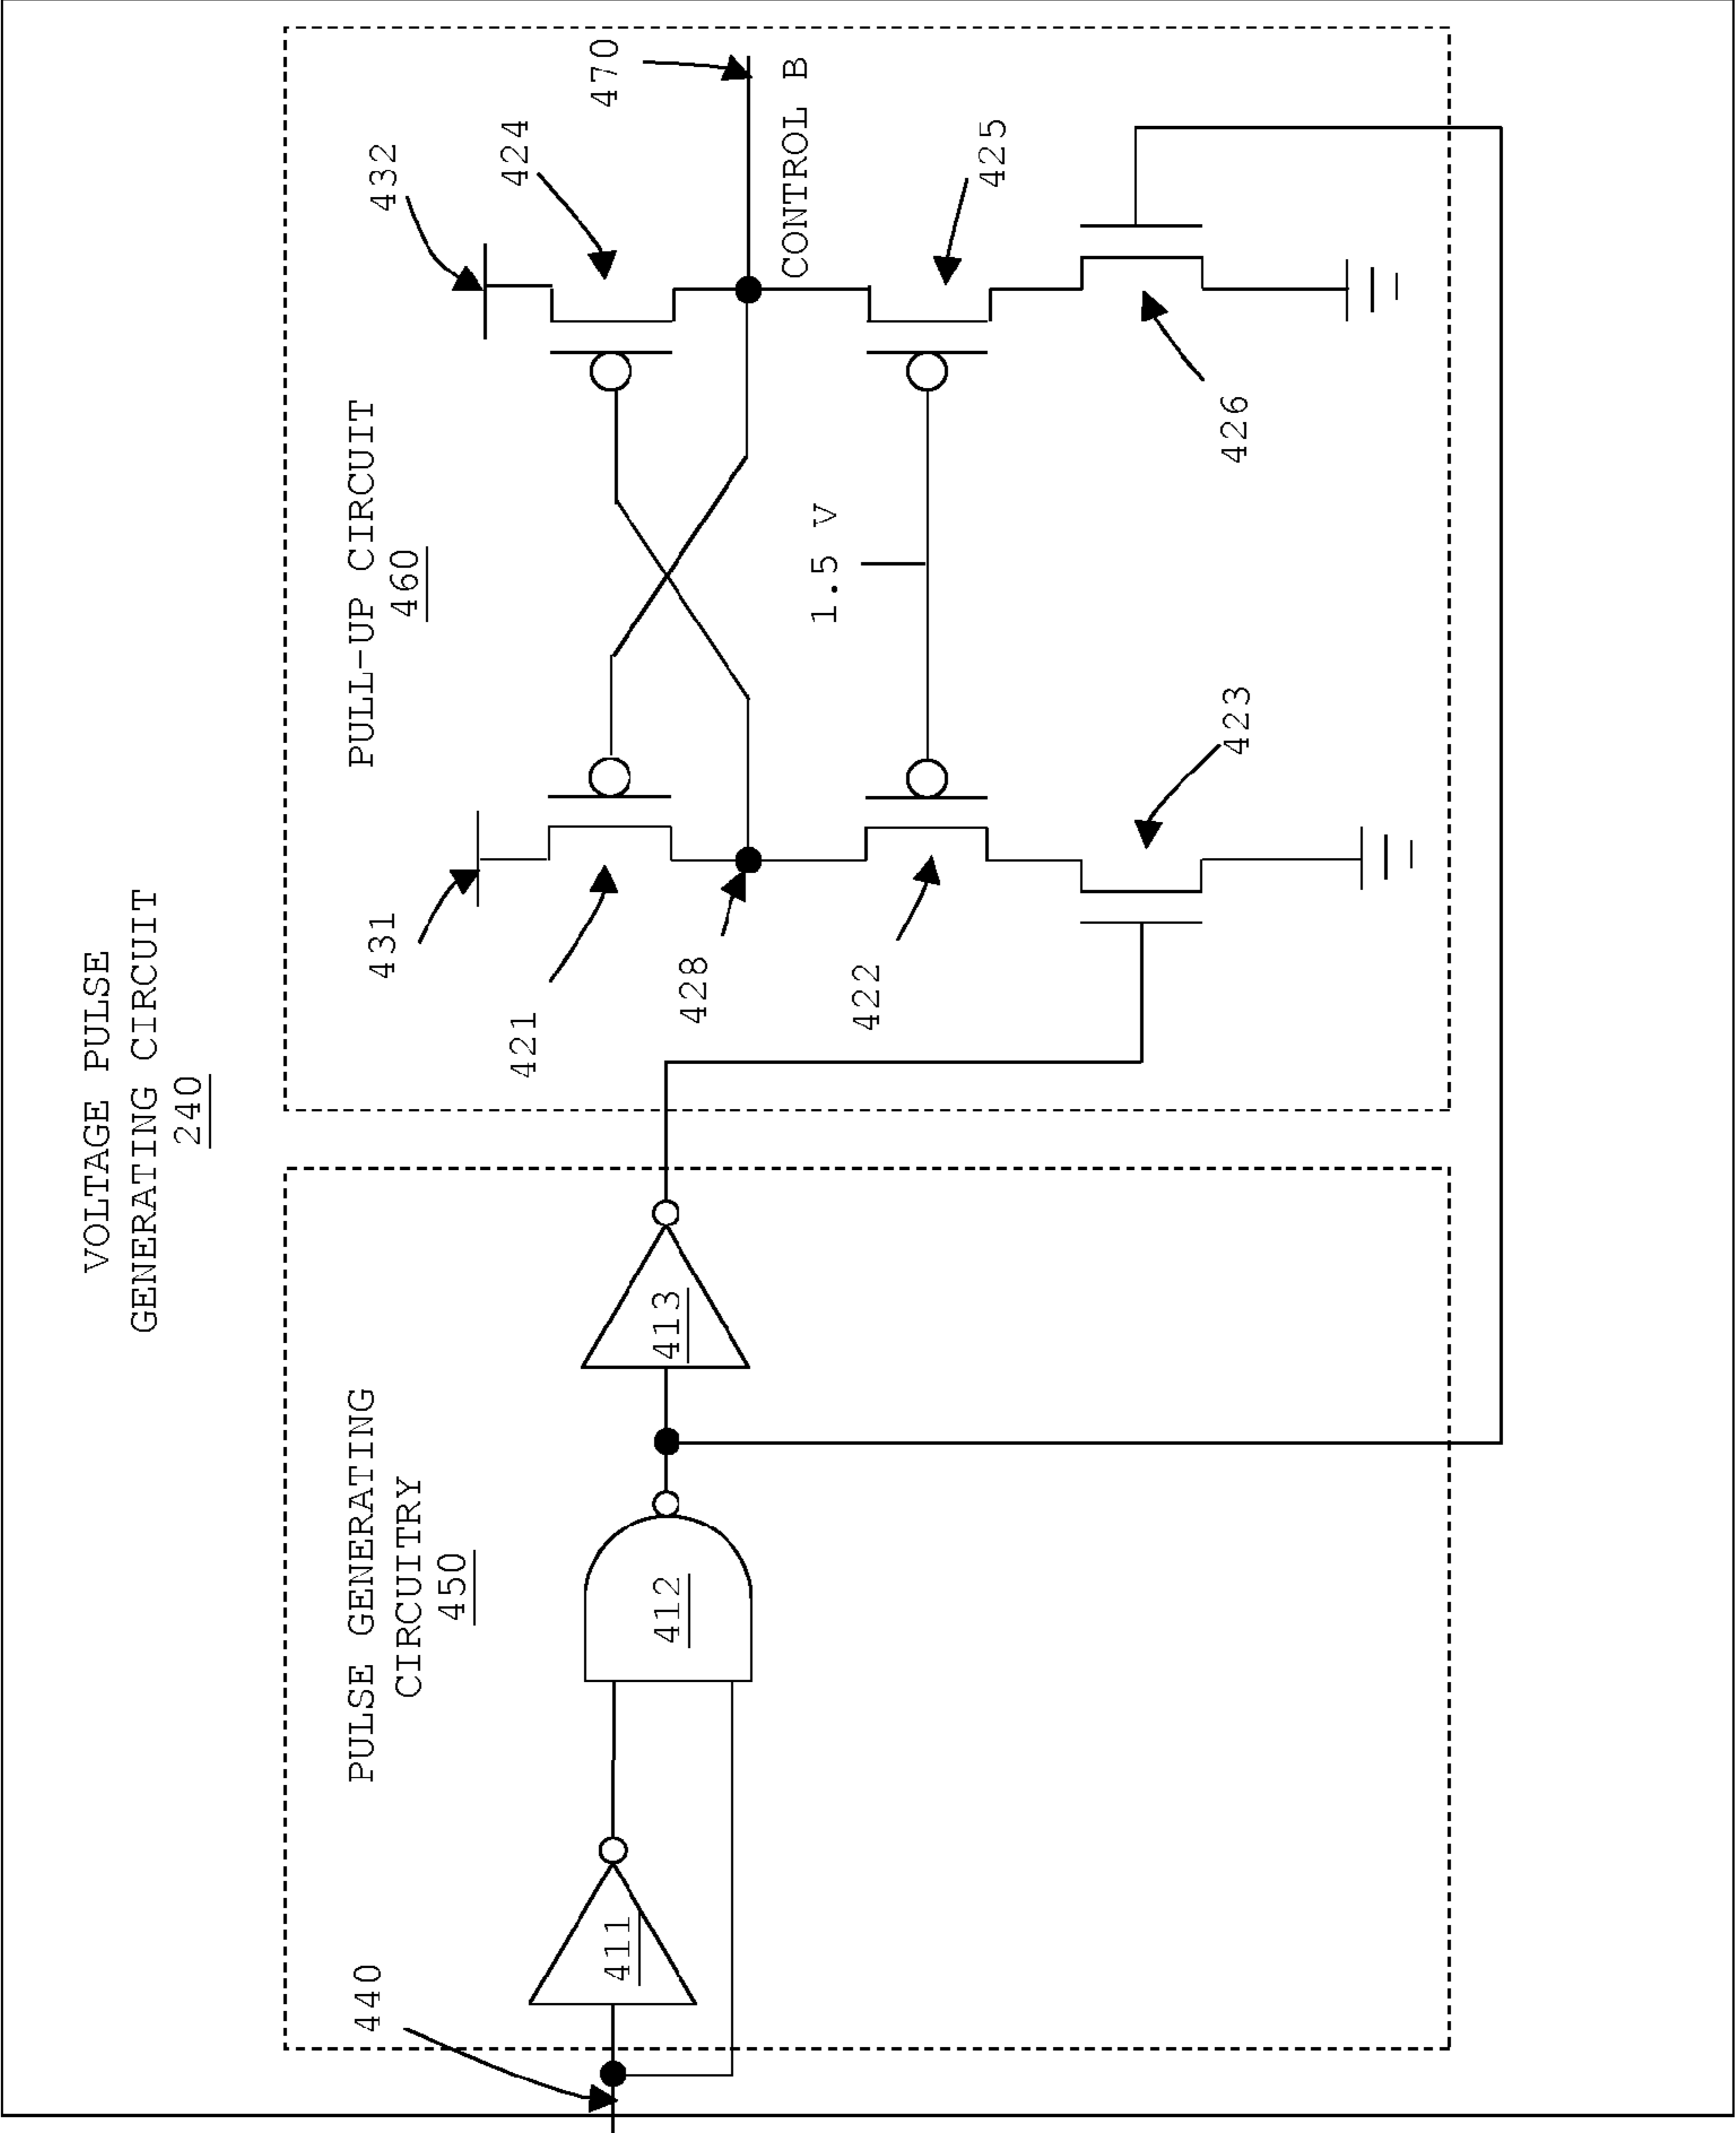 VOLTAGE PULSE
GENERATING CIRCUIT
240
PULSE GENERATING
CIRCUITRY
450
PULL-UP CIRCUIT
460
440
411
412
413
431
432
421
424
470
428
CONTROL B
1.5 V
422
425
423
426